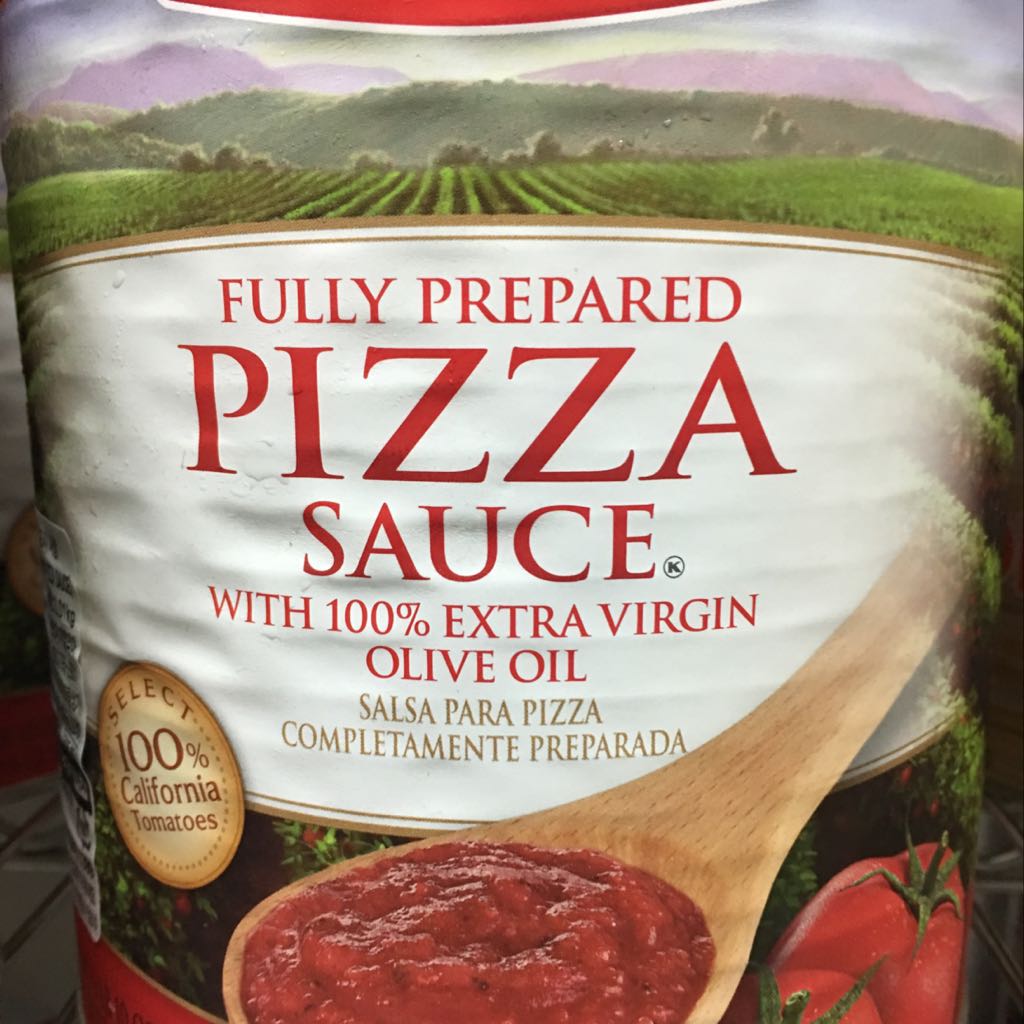 FULLY PREPARED
PIZZA
SAUCE
K
WITH 100% EXTRA VIRGIN
OLIVE OIL
SALSA PARA PIZZA
COMPLETAMENTE PREPARADA
SELECT
100%
California
Tomatoes